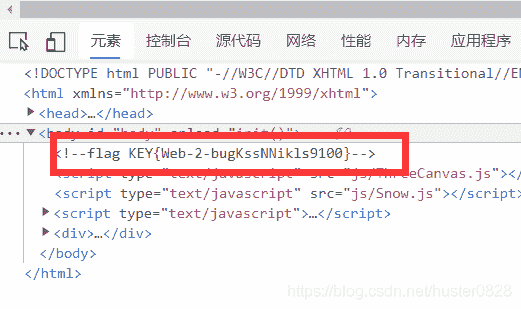 元素 控制台 源代码 网络 性能 内存 应用程序
<!DOCTYPE html PUBLIC "-//W3C//DTD XHTML 1.0 Transitional//E
<html xmlns="http://www.w3.org/1999/xhtml">
<head>…</head>
<body id="body" onload="init()">
<!--flag KEY{Web-2-bugKssNNikls9100}-->
<script type="text/javascript" src="js/ThreeCanvas.js"></
<script type="text/javascript" src="js/Snow.js"></script>
<script type="text/javascript">…</script>
<div>…</div>
</body>
</html>
https://blog.csdn.net/huster0828